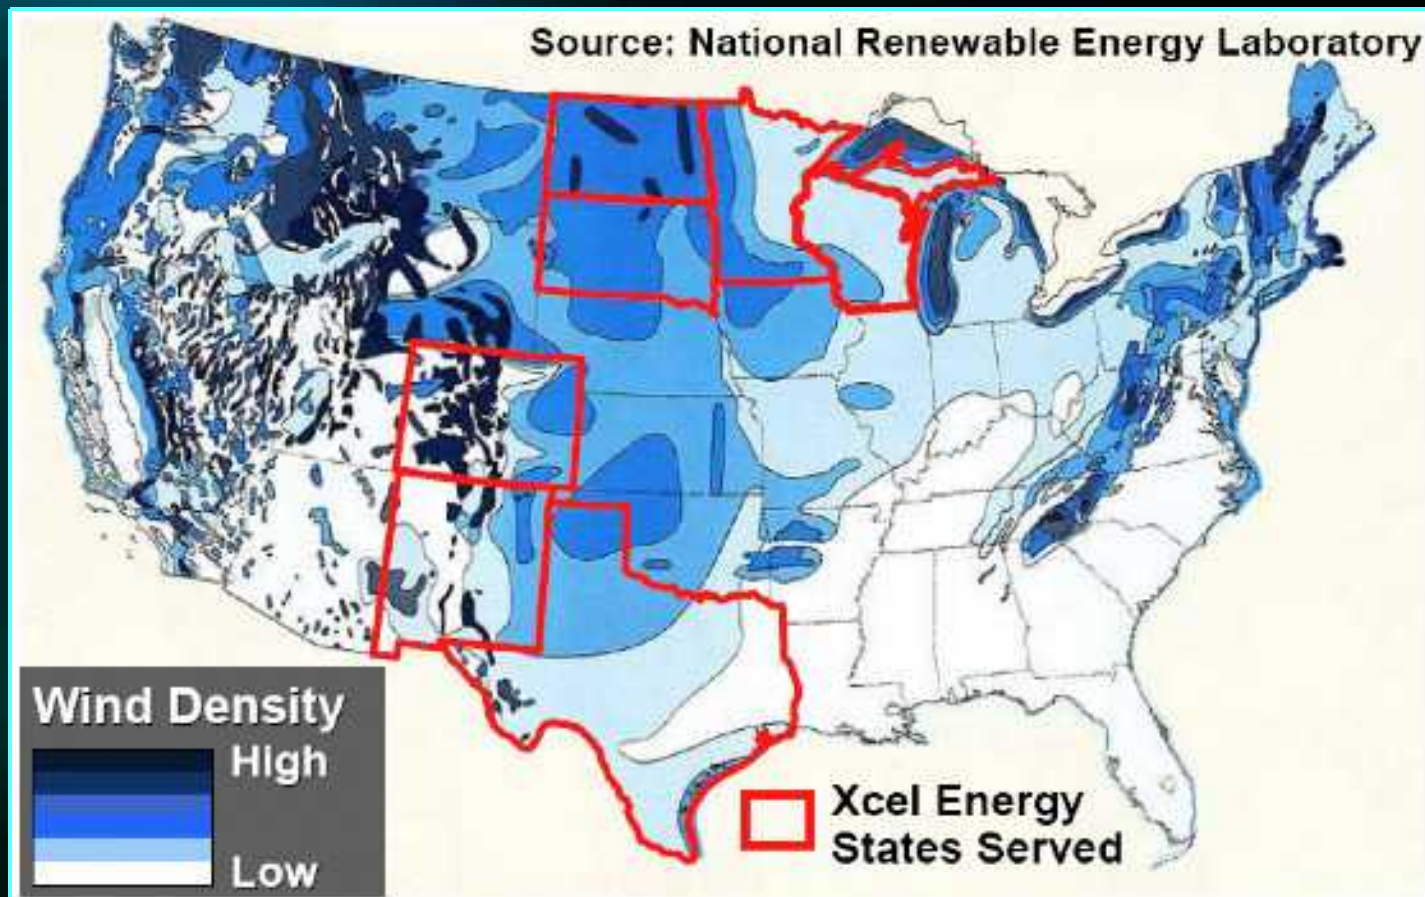 Source: National Renewable Energy Laboratory
Wind Density
High
Low
Xcel Energy
States Served